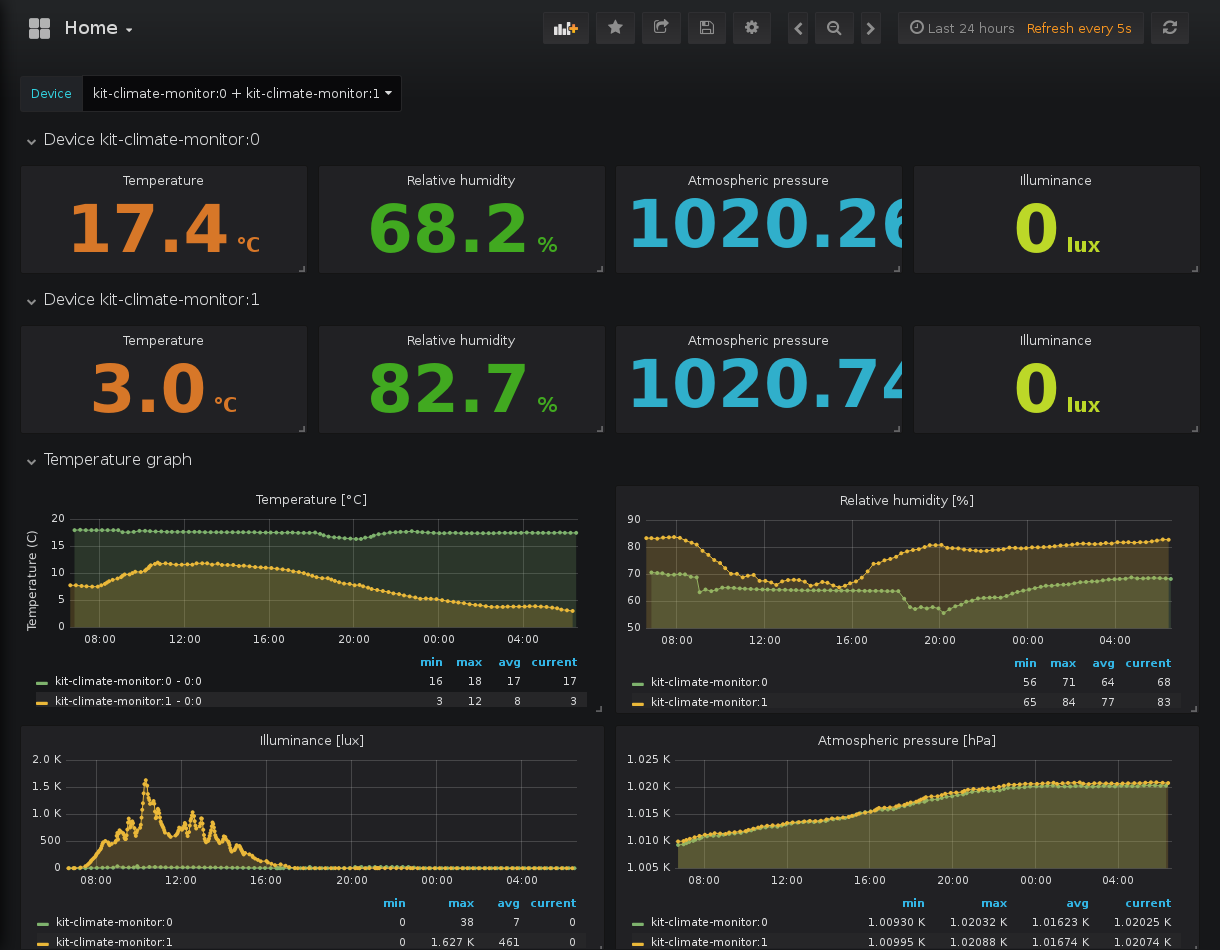 Home
Last 24 hours Refresh every 5s
Device kit-climate-monitor:0 + kit-climate-monitor:1
Device kit-climate-monitor:0
Temperature Relative humidity Atmospheric pressure Illuminance
17.4 °C 68.2 % 1020.26 0 lux
Device kit-climate-monitor:1
Temperature Relative humidity Atmospheric pressure Illuminance
3.0 °C 82.7 % 1020.74 0 lux
Temperature graph
Temperature [°C]
Temperature (C)
20
15
10
5
0
08:00 12:00 16:00 20:00 00:00 04:00
min max avg current
kit-climate-monitor:0 - 0:0 16 18 17 17
kit-climate-monitor:1 - 0:0 3 12 8 3
Relative humidity [%]
90
80
70
60
50
08:00 12:00 16:00 20:00 00:00 04:00
min max avg current
kit-climate-monitor:0 56 71 64 68
kit-climate-monitor:1 65 84 77 83
Illuminance [lux]
2.0 K
1.5 K
1.0 K
500
0
08:00 12:00 16:00 20:00 00:00 04:00
min max avg current
kit-climate-monitor:0 0 38 7 0
kit-climate-monitor:1 0 1.627 K 461 0
Atmospheric pressure [hPa]
1.025 K
1.020 K
1.015 K
1.010 K
1.005 K
08:00 12:00 16:00 20:00 00:00 04:00
min max avg current
kit-climate-monitor:0 1.00930 K 1.02032 K 1.01623 K 1.02025 K
kit-climate-monitor:1 1.00995 K 1.02088 K 1.01674 K 1.02074 K